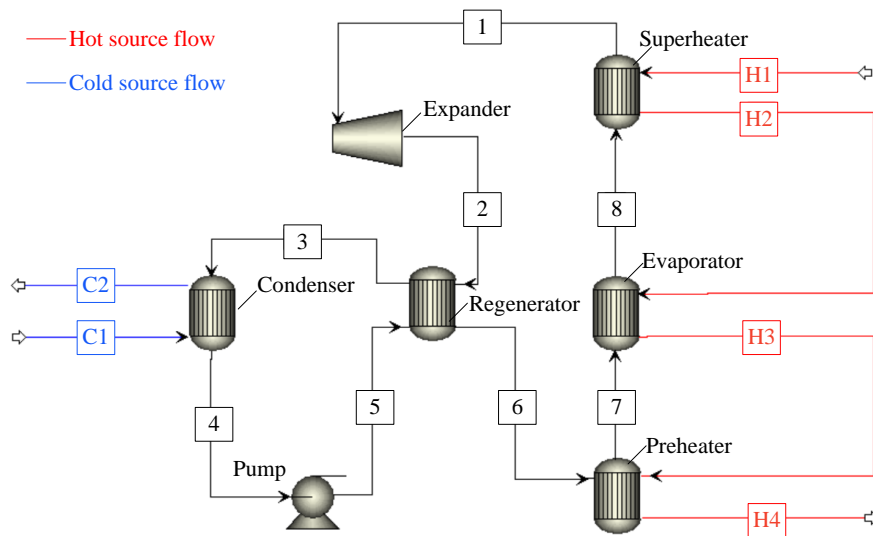 Hot source flow
Cold source flow
1
Superheater
H1
H2
Expander
2
8
3
Evaporator
C2
Condenser
Regenerator
C1
H3
4
5
6
7
Preheater
Pump
H4